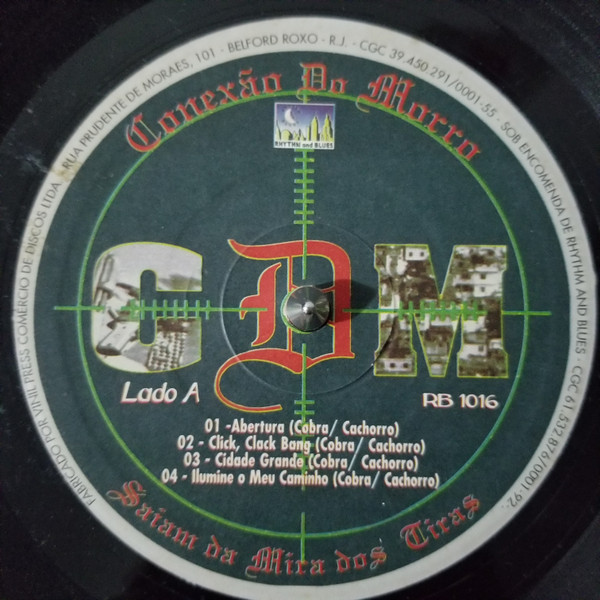 FABRICADO POR VINIL PRESS COMERCIO DE DISCOS LTDA - RUA PRUDENTE DE MORAES, 101 - BELFORD ROXO - R.J. - CGC 39.450.291/0001-55 - SOB ENCOMENDA DE RHYTHM AND BLUES - CGC 61.532.876/0001-92.
Conexão Do Morro
RHYTHM and BLUES
CDM
Lado A
RB 1016
01 -Abertura (Cobra/ Cachorro)
02 - Click, Clack Bang (Cobra/ Cachorro)
03 - Cidade Grande (Cobra/ Cachorro)
04 - Ilumine o Meu Caminho (Cobra/ Cachorro)
Saiam da Mira dos Tiras